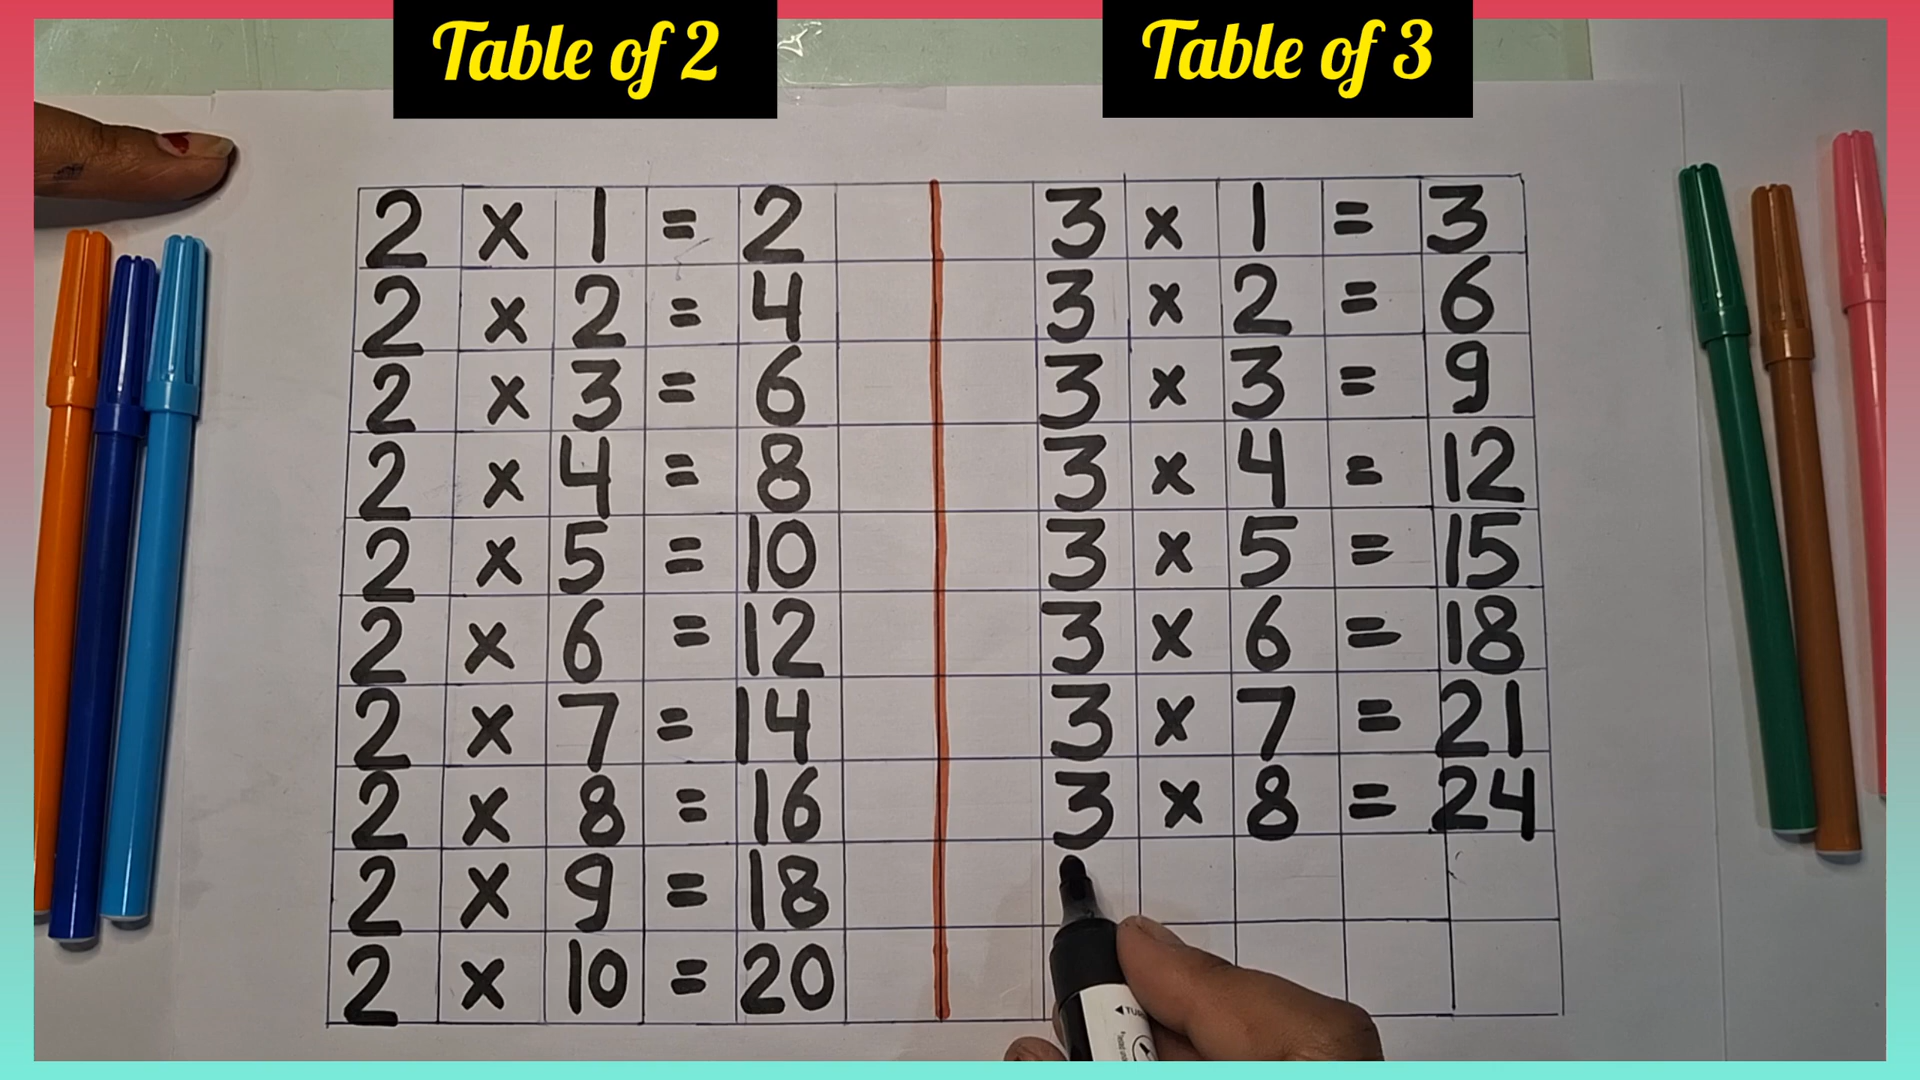 Table of 2
Table of 3
2 x 1 = 2
2 x 2 = 4
2 x 3 = 6
2 x 4 = 8
2 x 5 = 10
2 x 6 = 12
2 x 7 = 14
2 x 8 = 16
2 x 9 = 18
2 x 10 = 20
3 x 1 = 3
3 x 2 = 6
3 x 3 = 9
3 x 4 = 12
3 x 5 = 15
3 x 6 = 18
3 x 7 = 21
3 x 8 = 24